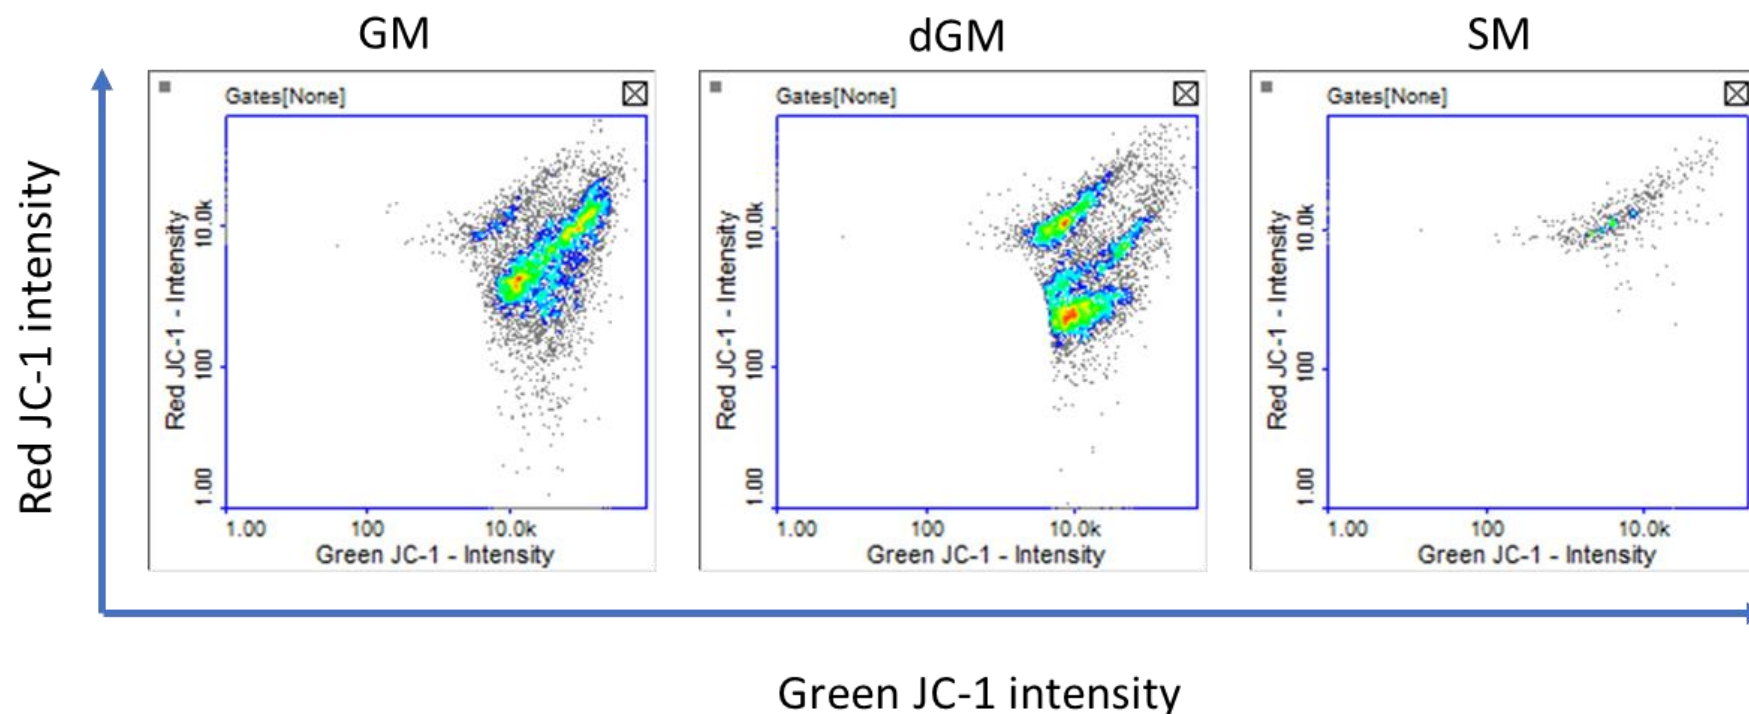 GM
dGM
SM
Red JC-1 intensity
Gates[None]
Red JC-1 - Intensity
10.0k
100
1.00
1.00 100 10.0k
Green JC-1 - Intensity
Gates[None]
Red JC-1 - Intensity
10.0k
100
1.00
1.00 100 10.0k
Green JC-1 - Intensity
Gates[None]
Red JC-1 - Intensity
10.0k
100
1.00
1.00 100 10.0k
Green JC-1 - Intensity
Green JC-1 intensity